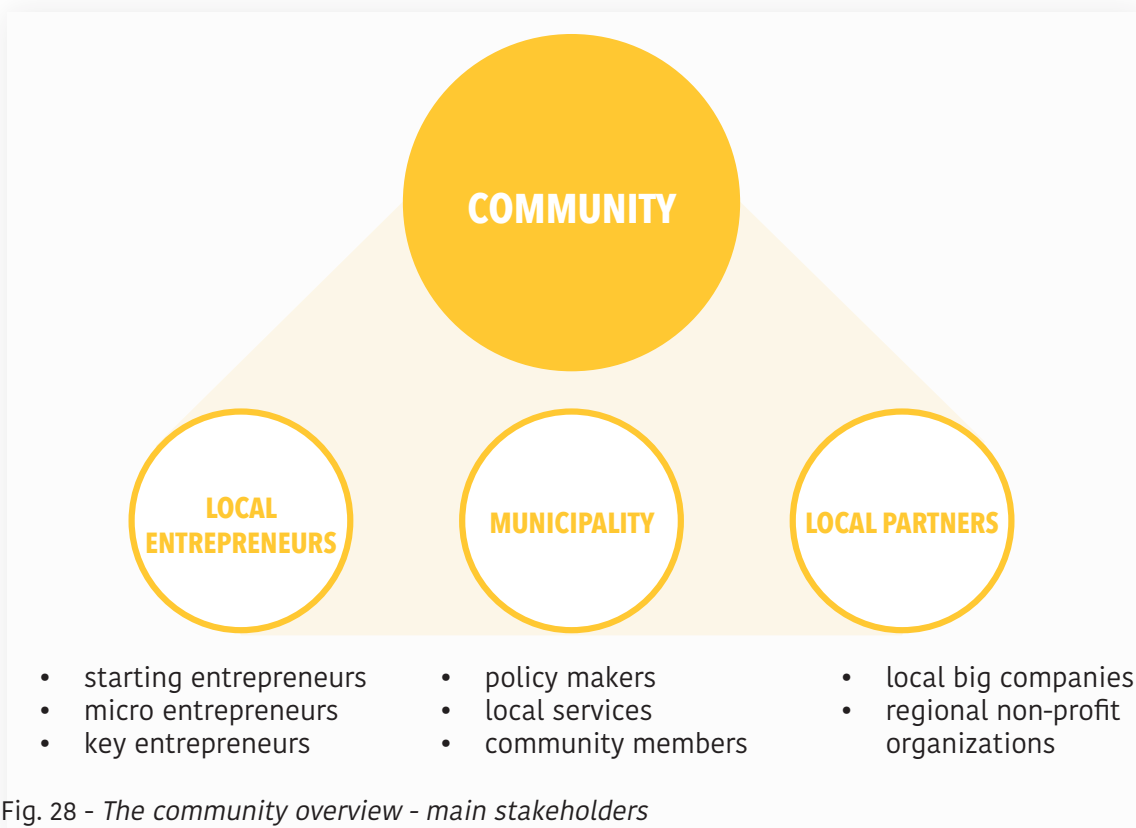 COMMUNITY
LOCAL
ENTREPRENEURS
MUNICIPALITY
LOCAL PARTNERS
• starting entrepreneurs
• micro entrepreneurs
• key entrepreneurs
• policy makers
• local services
• community members
• local big companies
• regional non-profit
organizations
Fig. 28 - The community overview - main stakeholders